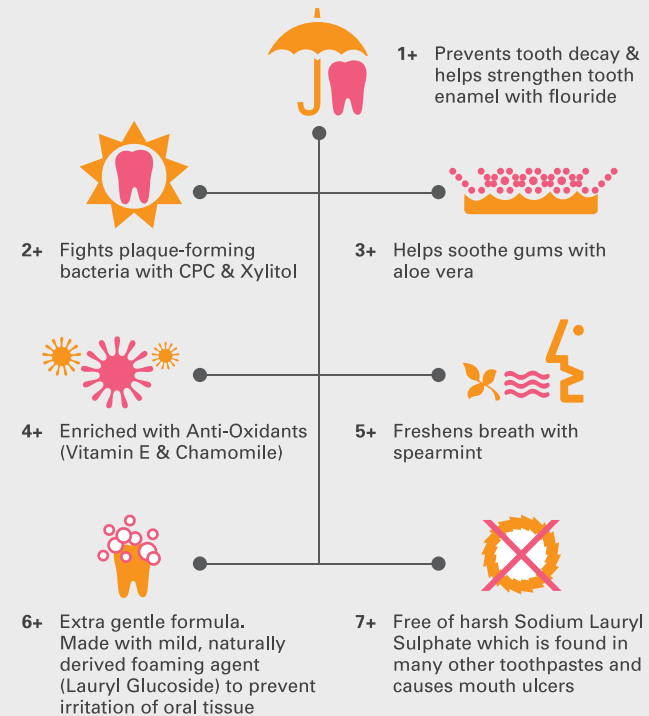 1+ Prevents tooth decay &
helps strengthen tooth
enamel with flouride
2+ Fights plaque-forming
bacteria with CPC & Xylitol
3+ Helps soothe gums with
aloe vera
4+ Enriched with Anti-Oxidants
(Vitamin E & Chamomile)
5+ Freshens breath with
spearmint
6+ Extra gentle formula.
Made with mild, naturally
derived foaming agent
(Lauryl Glucoside) to prevent
irritation of oral tissue
7+ Free of harsh Sodium Lauryl
Sulphate which is found in
many other toothpastes and
causes mouth ulcers